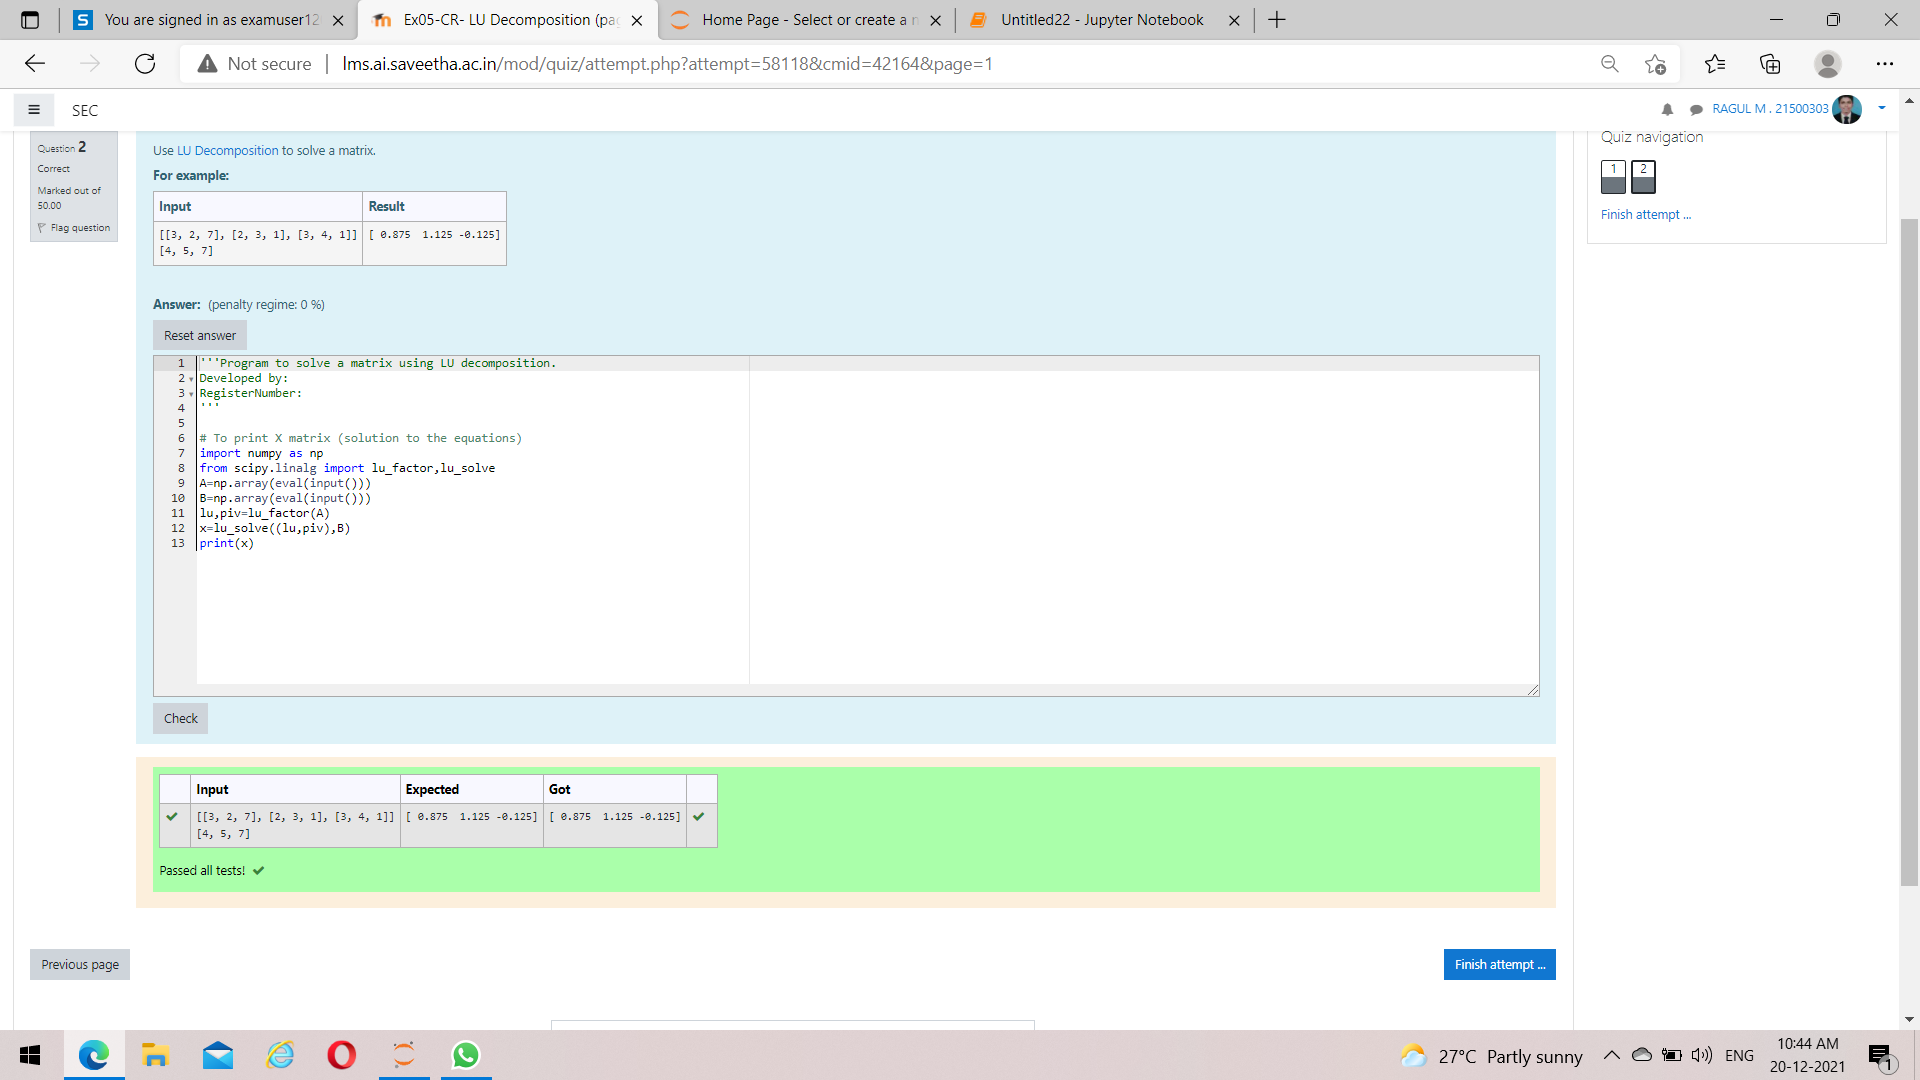 You are signed in as examuser12
Ex05-CR- LU Decomposition (pa
Home Page - Select or create a n
Untitled22 - Jupyter Notebook
Not secure
lms.ai.saveetha.ac.in/mod/quiz/attempt.php?attempt=58118&cmid=42164&page=1
SEC
RAGUL M . 21500303
Question 2
Correct
Marked out of
50.00
Flag question
Use LU Decomposition to solve a matrix.
For example:
Input Result
[[3, 2, 7], [2, 3, 1], [3, 4, 1]] [ 0.875 1.125 -0.125]
[4, 5, 7]
Answer: (penalty regime: 0 %)
Reset answer
1 '''Program to solve a matrix using LU decomposition.
2 Developed by:
3 RegisterNumber:
4 '''
5
6 # To print X matrix (solution to the equations)
7 import numpy as np
8 from scipy.linalg import lu_factor,lu_solve
9 A=np.array(eval(input()))
10 B=np.array(eval(input()))
11 lu,piv=lu_factor(A)
12 x=lu_solve((lu,piv),B)
13 print(x)
Check
Input Expected Got
[[3, 2, 7], [2, 3, 1], [3, 4, 1]] [ 0.875 1.125 -0.125] [ 0.875 1.125 -0.125]
[4, 5, 7]
Passed all tests!
Previous page
Finish attempt ...
Quiz navigation
1 2
Finish attempt ...
27°C Partly sunny
ENG
10:44 AM
20-12-2021
1